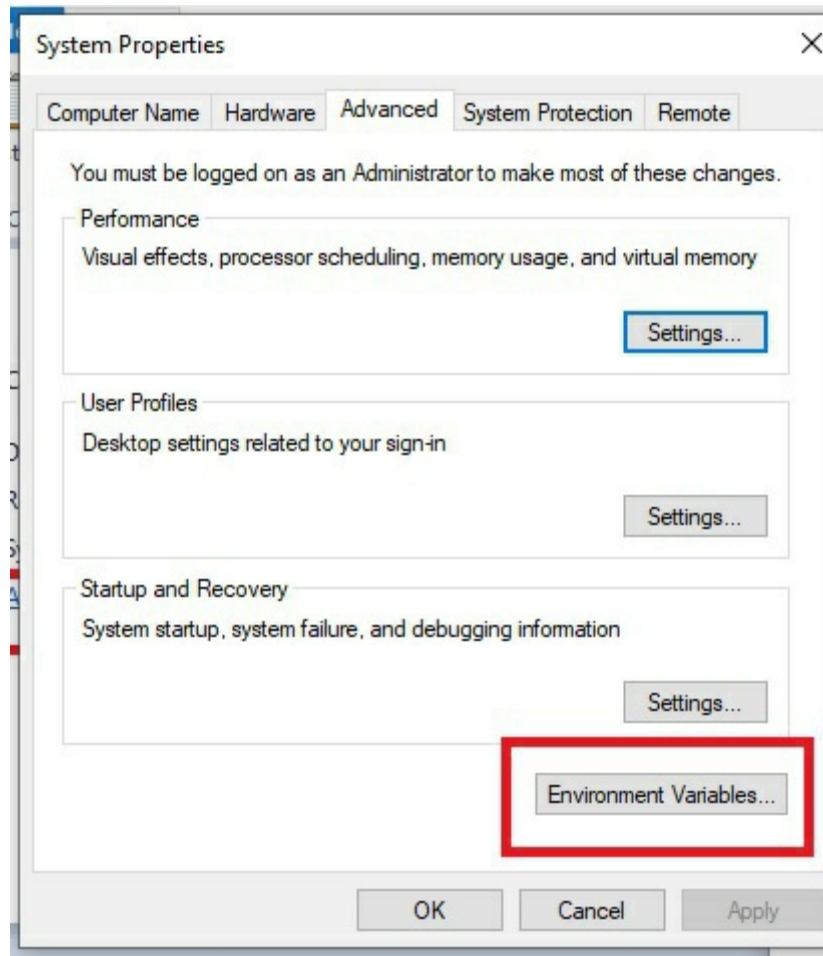 System Properties
Computer Name Hardware Advanced System Protection Remote
You must be logged on as an Administrator to make most of these changes.
Performance
Visual effects, processor scheduling, memory usage, and virtual memory
Settings...
User Profiles
Desktop settings related to your sign-in
Settings...
Startup and Recovery
System startup, system failure, and debugging information
Settings...
Environment Variables...
OK Cancel Apply